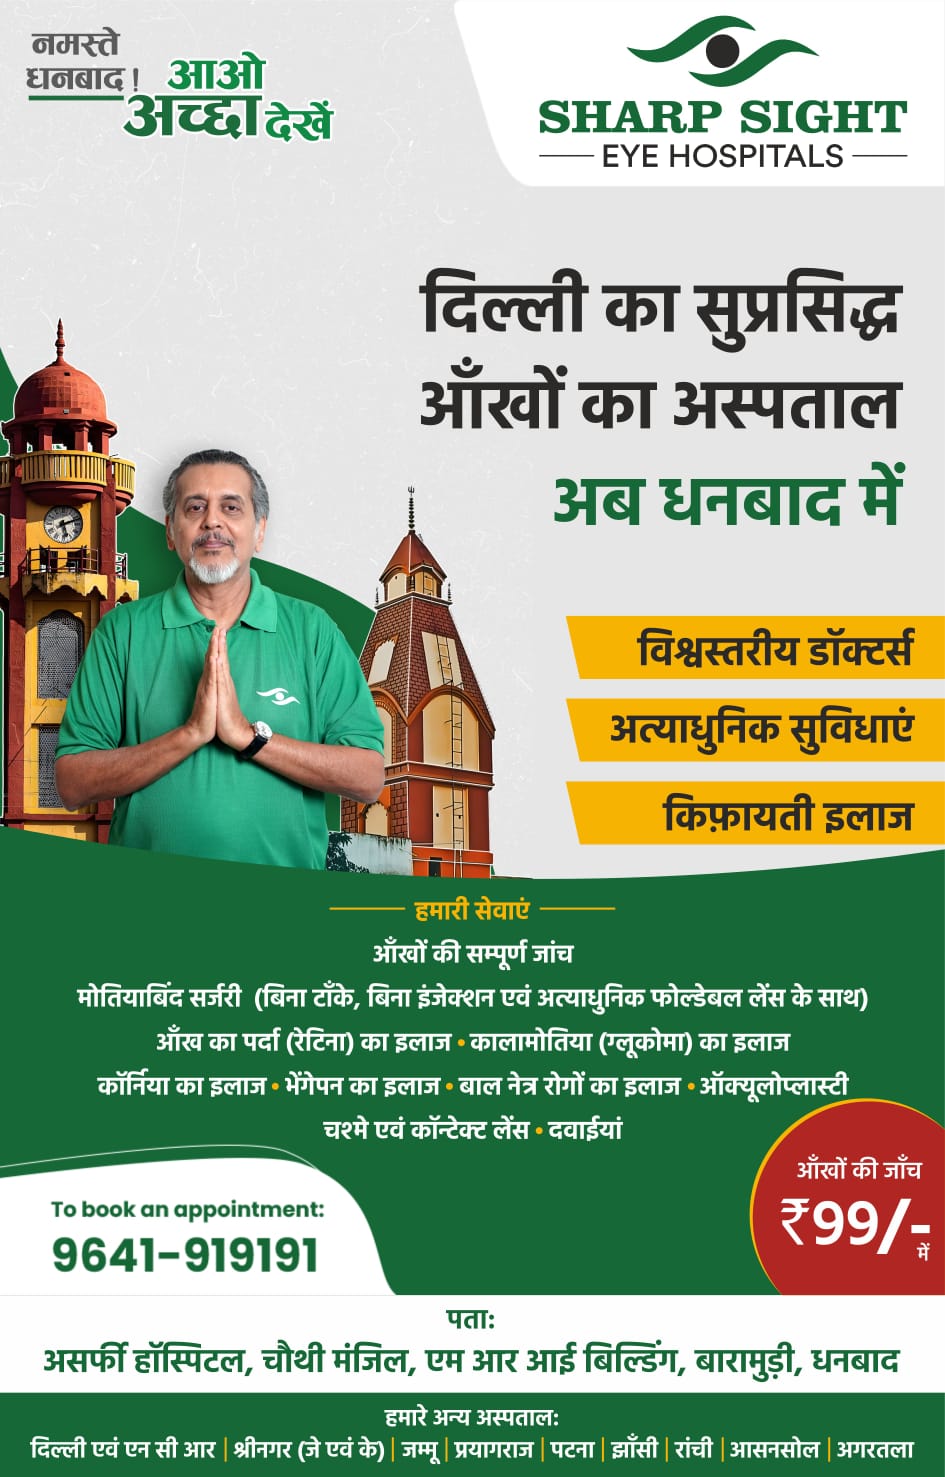 नमस्ते
धनबाद!
आओ
अच्छा देखें
SHARP SIGHT
EYE HOSPITALS
दिल्ली का सुप्रसिद्ध
आँखों का अस्पताल
अब धनबाद में
विश्वस्तरीय डॉक्टर्स
अत्याधुनिक सुविधाएं
किफ़ायती इलाज
हमारी सेवाएं
आँखों की सम्पूर्ण जांच
मोतियाबिंद सर्जरी (बिना टाँके, बिना इंजेक्शन एवं अत्याधुनिक फोल्डेबल लेंस के साथ)
आँख का पर्दा (रेटिना) का इलाज • कालामोतिया (ग्लूकोमा) का इलाज
कॉर्निया का इलाज • भेंगेपन का इलाज • बाल नेत्र रोगों का इलाज • ऑक्यूलोप्लास्टी
चश्मे एवं कॉन्टेक्ट लेंस • दवाईयां
आँखों की जाँच
₹99/-
में
To book an appointment:
9641-919191
पता:
असर्फी हॉस्पिटल, चौथी मंजिल, एम आर आई बिल्डिंग, बारामुड़ी, धनबाद
हमारे अन्य अस्पताल:
दिल्ली एवं एन सी आर | श्रीनगर (जे एवं के) | जम्मू | प्रयागराज | पटना | झाँसी | रांची | आसनसोल | अगरतला